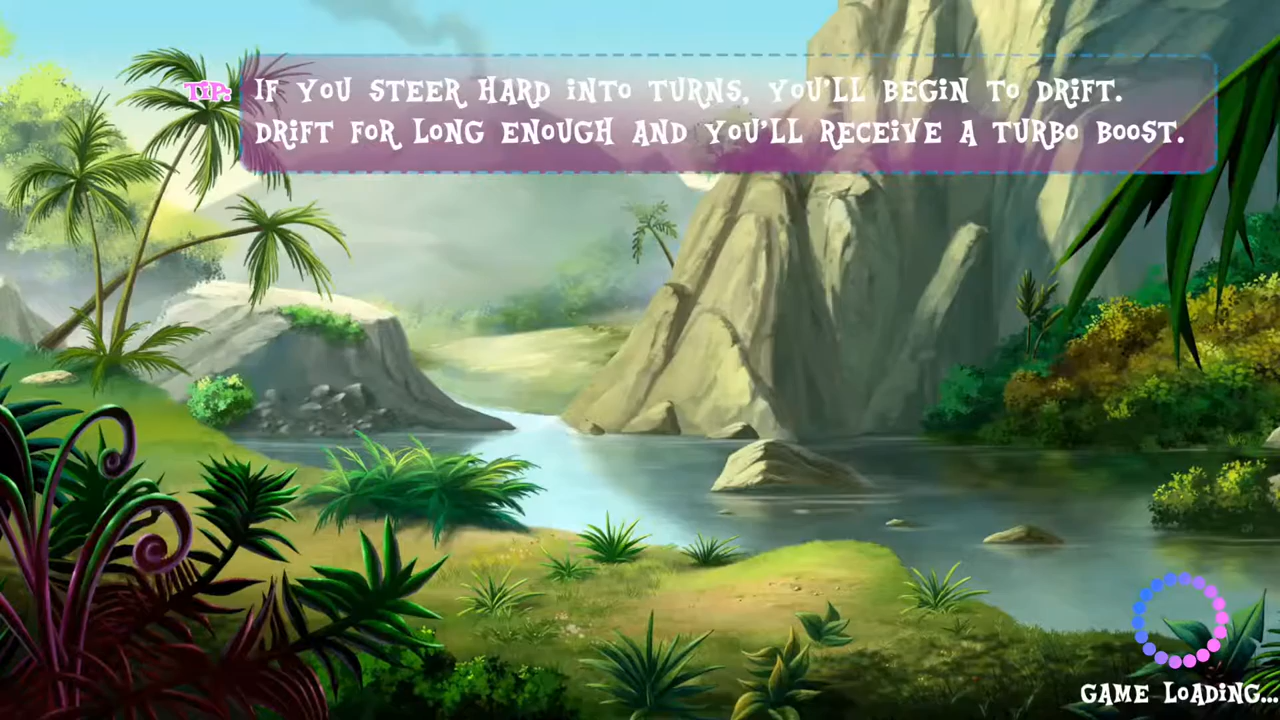 TIP: IF YOU STEER HARD INTO TURNS, YOU'LL BEGIN TO DRIFT.
DRIFT FOR LONG ENOUGH AND YOU'LL RECEIVE A TURBO BOOST.
GAME LOADING...